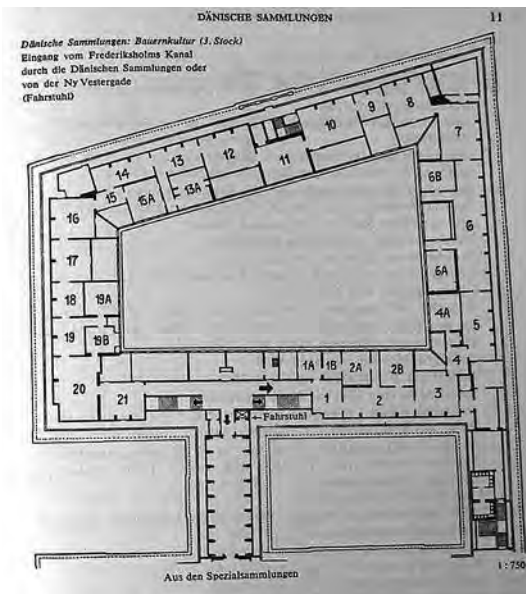 DÄNISCHE SAMMLUNGEN 11
Dänische Sammlungen: Bauernkultur (3. Stock)
Eingang vom Frederiksholms Kanal
durch die Dänischen Sammlungen oder
von der Ny Vestergade
(Fahrstuhl)
10
9
8
7
14
13
12
11
15
15A
13A
6B
16
6
17
6A
18
19A
4A
5
19
19B
1A
1B
2A
2B
4
20
21
1
2
3
←Fahrstuhl
Aus den Spezialsammlungen
1:750